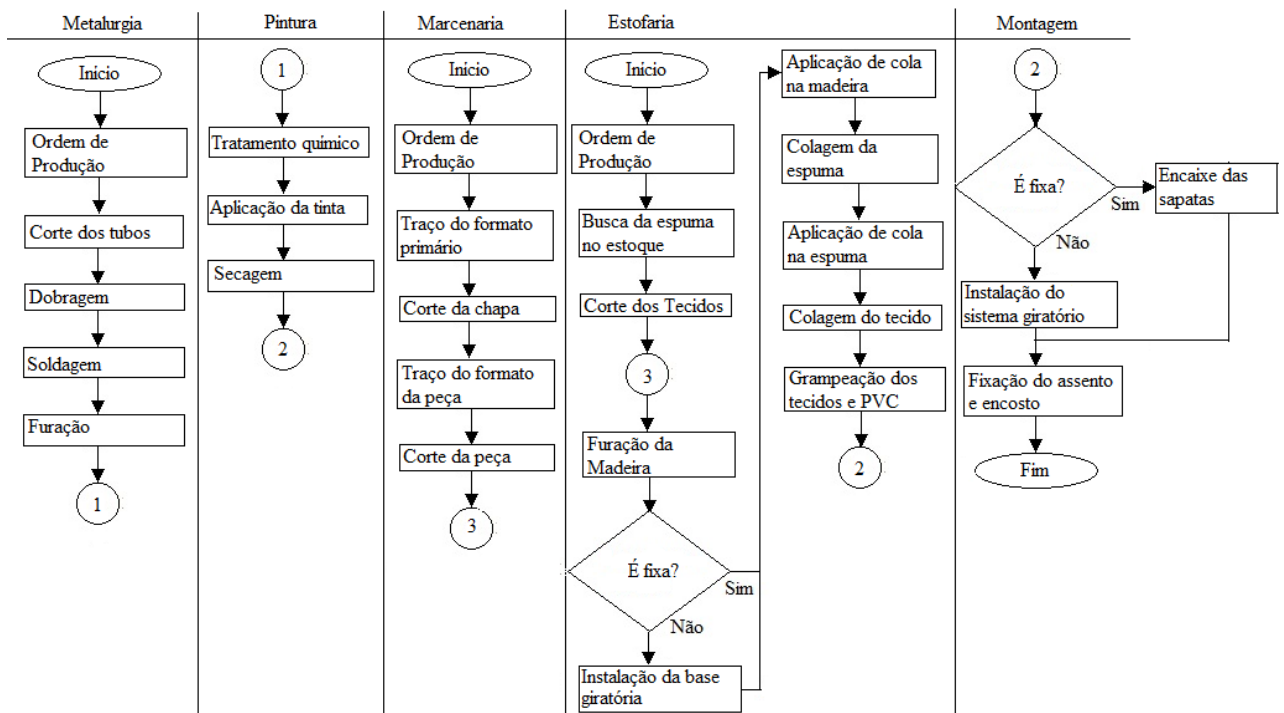 Metalurgia
Início
Ordem de
Produção
Corte dos tubos
Dobragem
Soldagem
Furação
1
Pintura
1
Tratamento químico
Aplicação da tinta
Secagem
2
Marcenaria
Início
Ordem de
Produção
Traço do formato
primário
Corte da chapa
Traço do formato
da peça
Corte da peça
3
Estofaria
Início
Ordem de
Produção
Busca da espuma
no estoque
Corte dos Tecidos
3
Furação da
Madeira
É fixa?
Sim
Não
Instalação da base
giratória
Aplicação de cola
na madeira
Colagem da
espuma
Aplicação de cola
na espuma
Colagem do tecido
Grampeação dos
tecidos e PVC
2
Montagem
2
É fixa?
Sim
Encaixe das
sapatas
Não
Instalação do
sistema giratório
Fixação do assento
e encosto
Fim